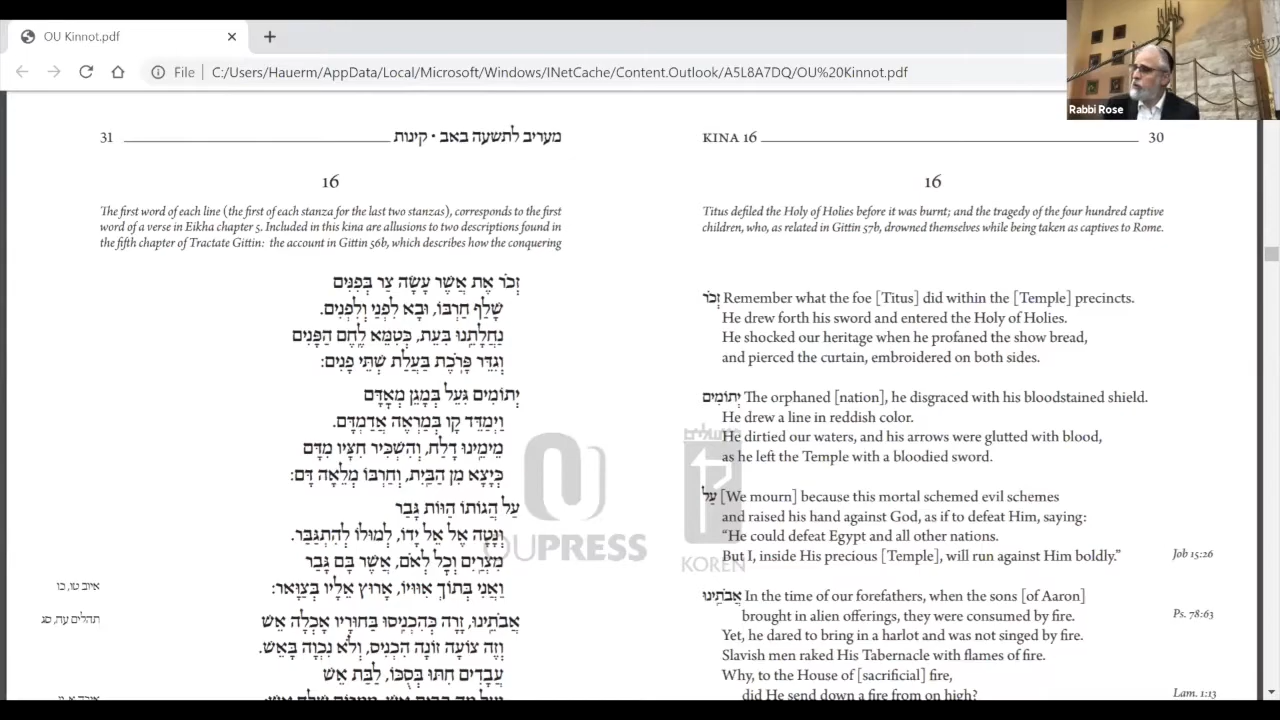 OU Kinnot.pdf
File | C:/Users/Hauerm/AppData/Local/Microsoft/Windows/INetCache/Content.Outlook/A5L8A7DQ/OU%20Kinnot.pdf
Rabbi Rose
31 מעריב לתשעה באב • קינות
16
The first word of each line (the first of each stanza for the last two stanzas), corresponds to the first
word of a verse in Eikha chapter 5. Included in this kina are allusions to two descriptions found in
the fifth chapter of Tractate Gittin: the account in Gittin 56b, which describes how the conquering
זְכֹר אֶת אֲשֶׁר עָשָׂה צַר בִּפְנִים
שָׁלַף חַרְבּוֹ, וּבָא לִפְנַי וְלִפְנִים.
נַחֲלָתֵנוּ בִּעֵת, כְּטִמֵּא לֶחֶם הַפָּנִים
וְגִדֵּר פָּרֹכֶת בַּעֲלַת שְׁתֵּי פָנִים:
יְתוֹמִים גִּעֵל בְּמָגֵן מְאָדָּם
וַיְמַדֵּד קָו בְּמַרְאֶה אֲדַמְדָּם.
מֵימֵינוּ דָלַח, וְהִשְׁכִּיר חִצָּיו מִדָּם
כְּיָצָא מִן הַבַּיִת, וְחַרְבּוֹ מְלֵאָה דָּם:
עַל הֲגוֹתוֹ הַוּוֹת גָּבַר
וְנָטָה אֶל אֵל יָדוֹ, לְמוּלוֹ לְהִתְגַּבַּר.
מִצְרַיִם וְכָל לְאֹם, אֲשֶׁר בָּם גָּבַר
וַאֲנִי בְּתוֹךְ אִוּוּיוֹ, אָרוּץ אֵלָיו בְּצַוָּאר:
איוב טו, כו
אֲבֹתֵינוּ, זָרָה כְּהִכְנִיסוּ בַּחוּרָיו אָכְלָה אֵשׁ
תהלים עח, סג
וְזֶה צוֹעָה זוֹנָה הִכְנִיס, וְלֹא נִכְוָה בָּאֵשׁ.
עֲבָדִים חִתּוּ בְּסֻכּוֹ, לַבַּת אֵשׁ
KINA 16 30
16
Titus defiled the Holy of Holies before it was burnt; and the tragedy of the four hundred captive
children, who, as related in Gittin 57b, drowned themselves while being taken as captives to Rome.
זְכֹר Remember what the foe [Titus] did within the [Temple] precincts.
He drew forth his sword and entered the Holy of Holies.
He shocked our heritage when he profaned the show bread,
and pierced the curtain, embroidered on both sides.
יְתוֹמִים The orphaned [nation], he disgraced with his bloodstained shield.
He drew a line in reddish color.
He dirtied our waters, and his arrows were glutted with blood,
as he left the Temple with a bloodied sword.
עַל [We mourn] because this mortal schemed evil schemes
and raised his hand against God, as if to defeat Him, saying:
“He could defeat Egypt and all other nations.
But I, inside His precious [Temple], will run against Him boldly.”
Job 15:26
אֲבֹתֵינוּ In the time of our forefathers, when the sons [of Aaron]
brought in alien offerings, they were consumed by fire.
Ps. 78:63
Yet, he dared to bring in a harlot and was not singed by fire.
Slavish men raked His Tabernacle with flames of fire.
Why, to the House of [sacrificial] fire,
did He send down a fire from on high?
Lam. 1:13
OU PRESS
KOREN